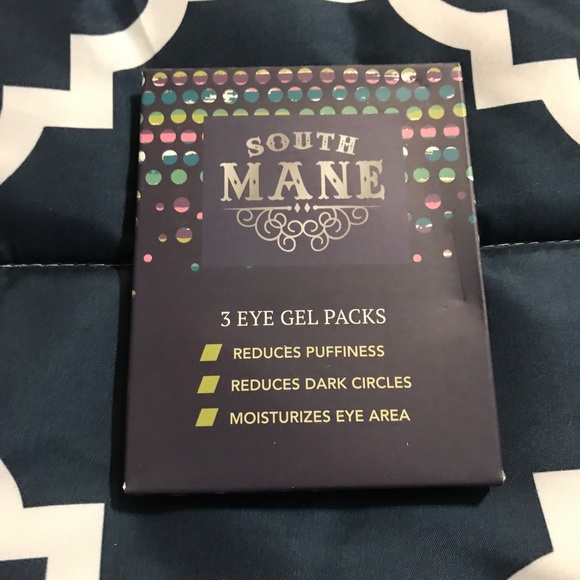 SOUTH
MANE
3 EYE GEL PACKS
REDUCES PUFFINESS
REDUCES DARK CIRCLES
MOISTURIZES EYE AREA